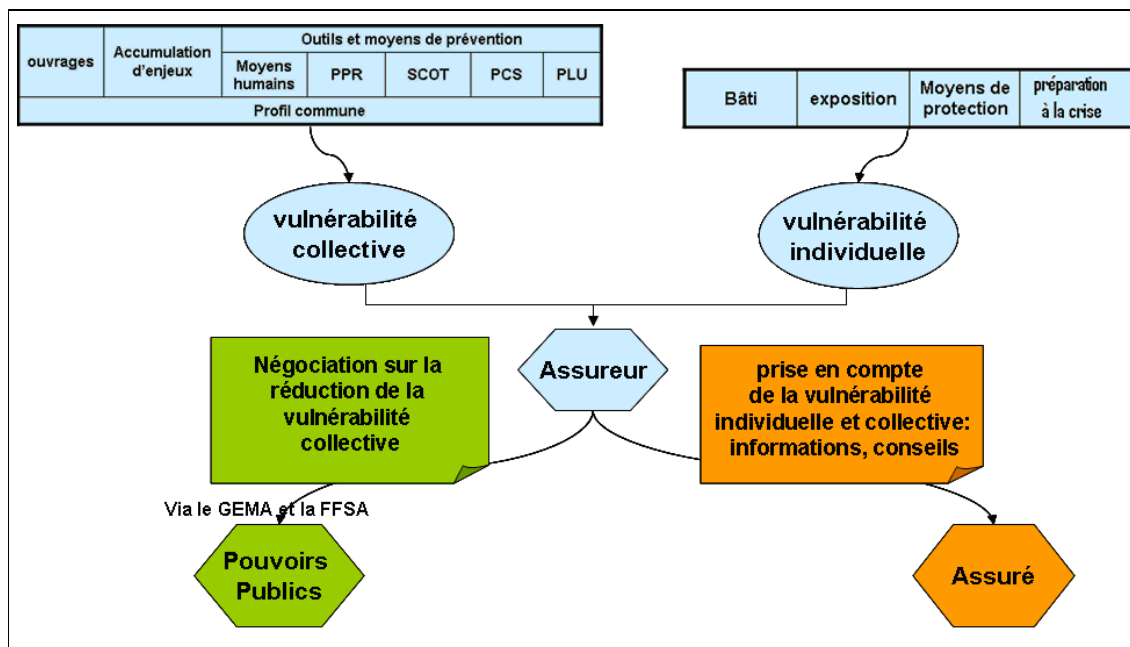 ouvrages
Accumulation
d'enjeux
Outils et moyens de prévention
Moyens
humains
PPR
SCOT
PCS
PLU
Profil commune
Bâti
exposition
Moyens de
protection
préparation
à la crise
vulnérabilité
collective
vulnérabilité
individuelle
Négociation sur la
réduction de la
vulnérabilité
collective
Assureur
prise en compte
de la vulnérabilité
individuelle et collective:
informations, conseils
Via le GEMA et la FFSA
Pouvoirs
Publics
Assuré